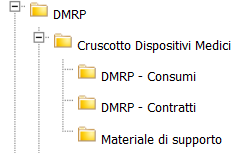 DMRP
Cruscotto Dispositivi Medici
DMRP - Consumi
DMRP - Contratti
Materiale di supporto